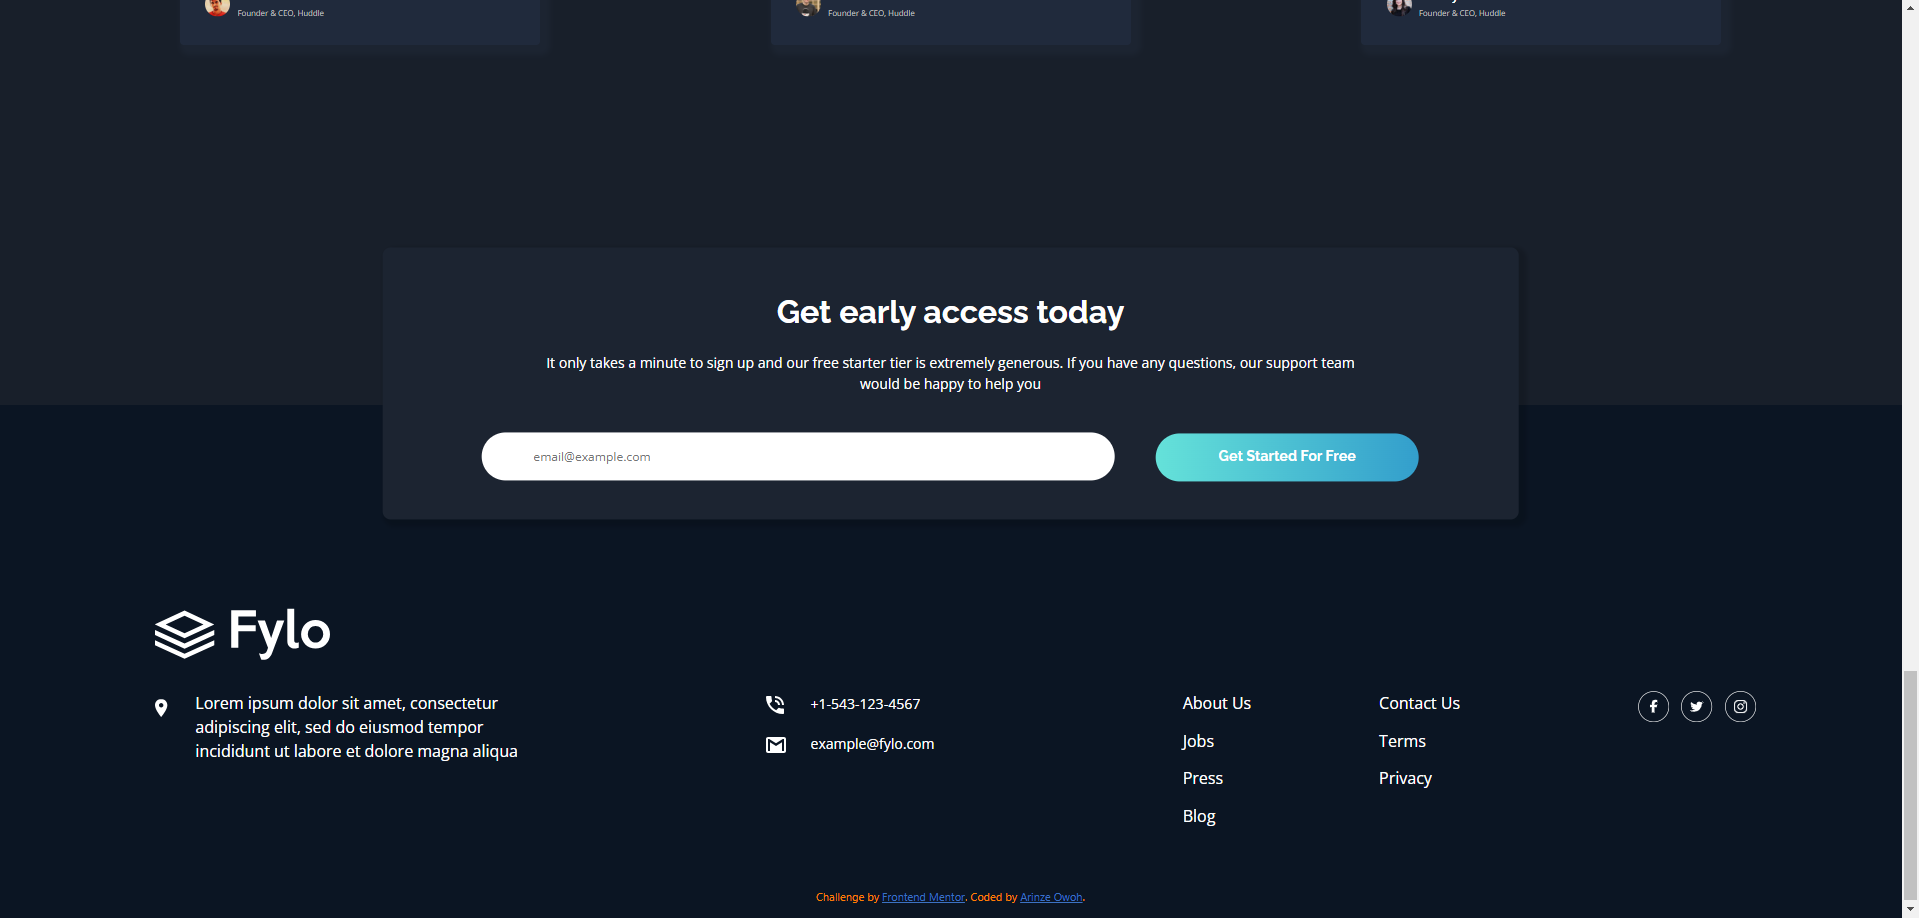 Founder & CEO, Huddle
Founder & CEO, Huddle
Founder & CEO, Huddle
Get early access today
It only takes a minute to sign up and our free starter tier is extremely generous. If you have any questions, our support team
would be happy to help you
email@example.com
Get Started For Free
Fylo
Lorem ipsum dolor sit amet, consectetur
adipiscing elit, sed do eiusmod tempor
incididunt ut labore et dolore magna aliqua
+1-543-123-4567
example@fylo.com
About Us
Jobs
Press
Blog
Contact Us
Terms
Privacy
Challenge by Frontend Mentor. Coded by Arinze Owoh.